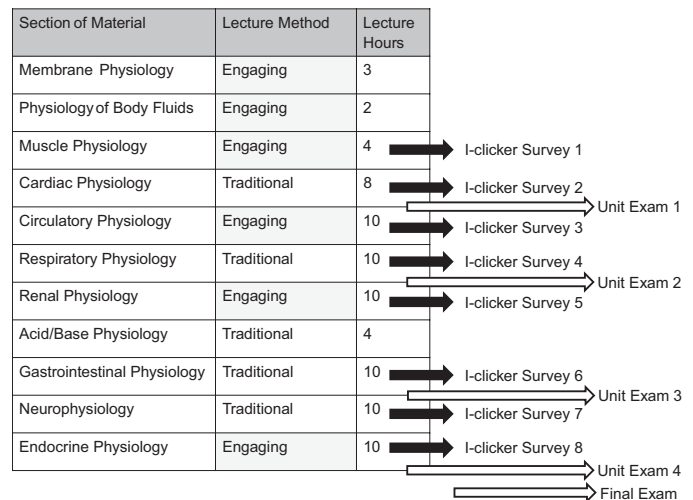 Section of Material Lecture Method Lecture Hours
Membrane Physiology Engaging 3
Physiology of Body Fluids Engaging 2
Muscle Physiology Engaging 4 I-clicker Survey 1
Cardiac Physiology Traditional 8 I-clicker Survey 2
Unit Exam 1
Circulatory Physiology Engaging 10 I-clicker Survey 3
Respiratory Physiology Traditional 10 I-clicker Survey 4
Unit Exam 2
Renal Physiology Engaging 10 I-clicker Survey 5
Acid/Base Physiology Traditional 4
Gastrointestinal Physiology Traditional 10 I-clicker Survey 6
Unit Exam 3
Neurophysiology Traditional 10 I-clicker Survey 7
Endocrine Physiology Engaging 10 I-clicker Survey 8
Unit Exam 4
Final Exam